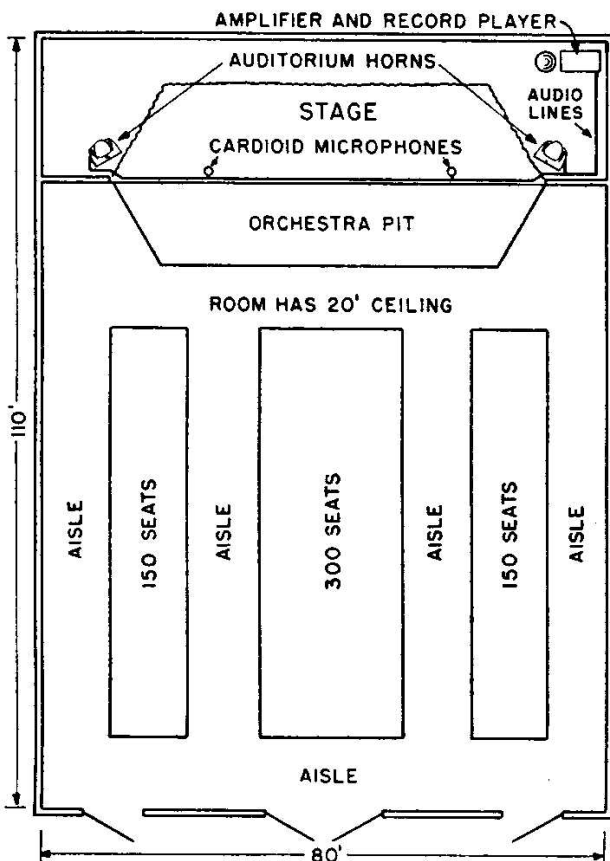 AMPLIFIER AND RECORD PLAYER
AUDITORIUM HORNS
STAGE
AUDIO
LINES
CARDIOID MICROPHONES
ORCHESTRA PIT
ROOM HAS 20' CEILING
110'
AISLE
150 SEATS
AISLE
300 SEATS
AISLE
150 SEATS
AISLE
AISLE
80'